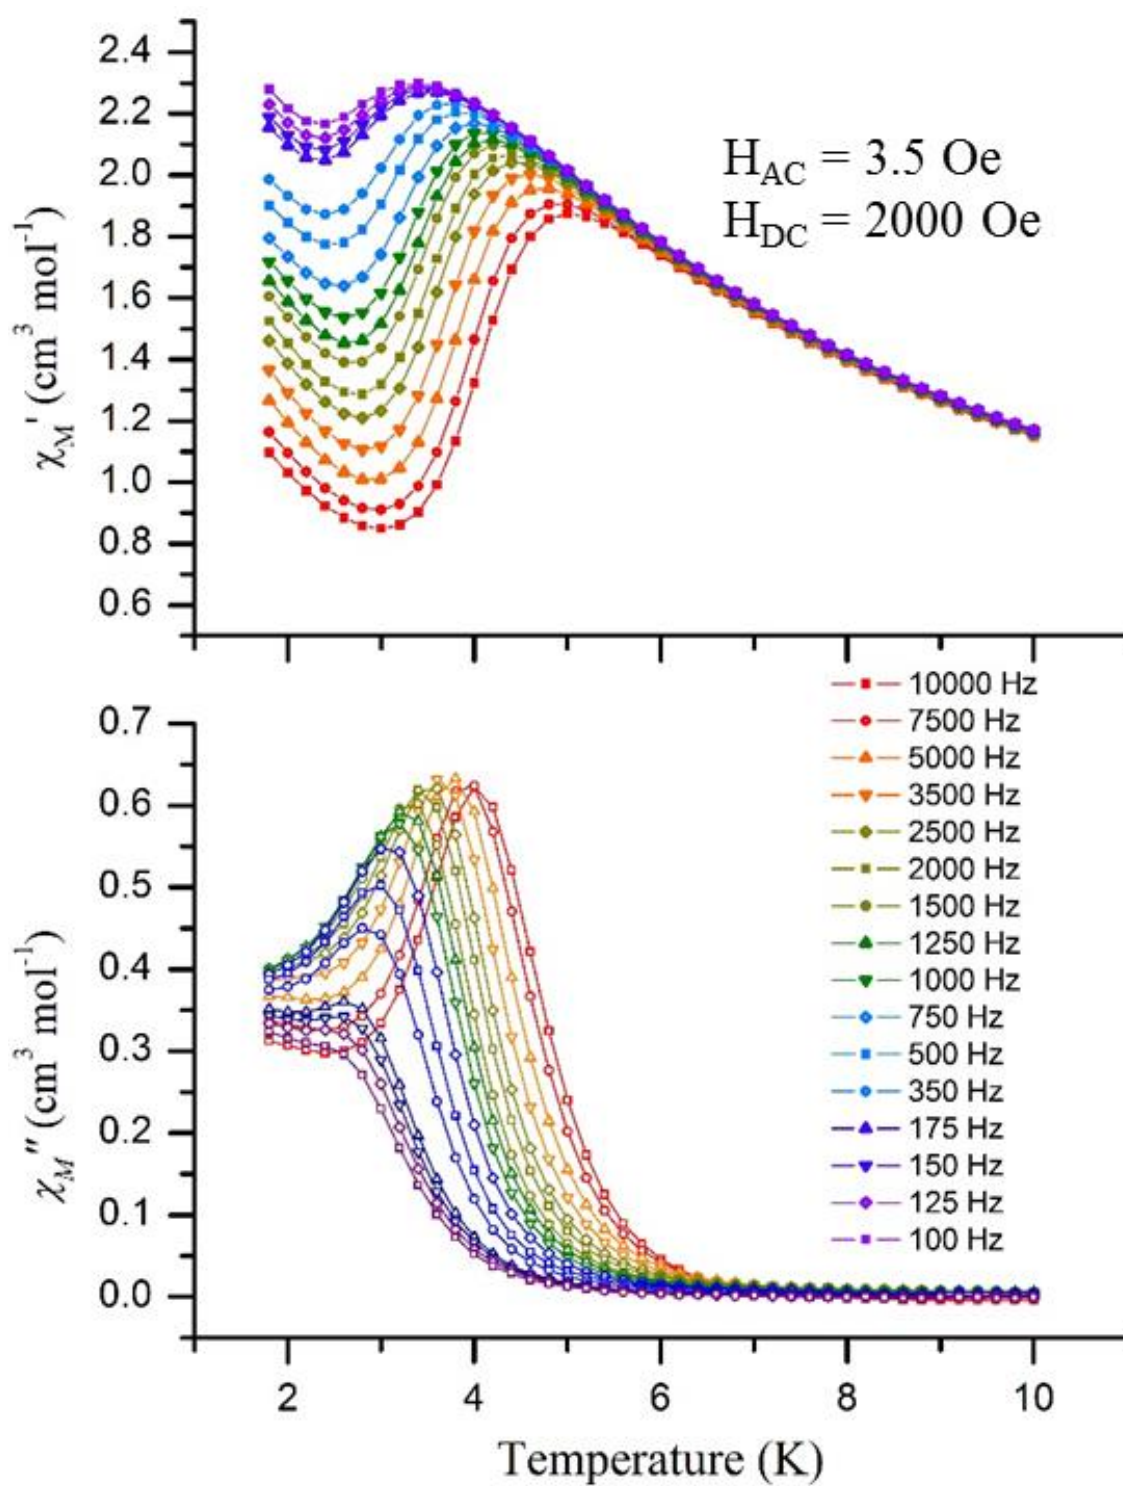 2.4
2.2
2.0
1.8
1.6
1.4
1.2
1.0
0.8
0.6
χM' (cm³ mol⁻¹)
HAC = 3.5 Oe
HDC = 2000 Oe
0.7
0.6
0.5
0.4
0.3
0.2
0.1
0.0
χM″ (cm³ mol⁻¹)
10000 Hz
7500 Hz
5000 Hz
3500 Hz
2500 Hz
2000 Hz
1500 Hz
1250 Hz
1000 Hz
750 Hz
500 Hz
350 Hz
175 Hz
150 Hz
125 Hz
100 Hz
2 4 6 8 10
Temperature (K)